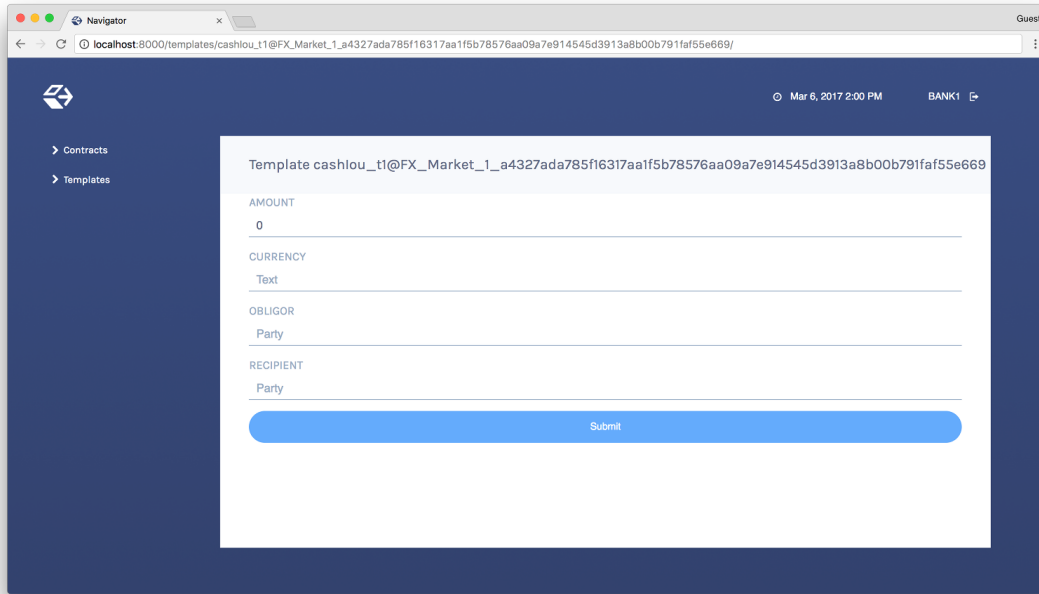 Navigator
Guest
localhost:8000/templates/cashIou_t1@FX_Market_1_a4327ada785f16317aa1f5b78576aa09a7e914545d3913a8b00b791faf55e669/
Mar 6, 2017 2:00 PM
BANK1
Contracts
Templates
Template cashIou_t1@FX_Market_1_a4327ada785f16317aa1f5b78576aa09a7e914545d3913a8b00b791faf55e669
AMOUNT
0
CURRENCY
Text
OBLIGOR
Party
RECIPIENT
Party
Submit